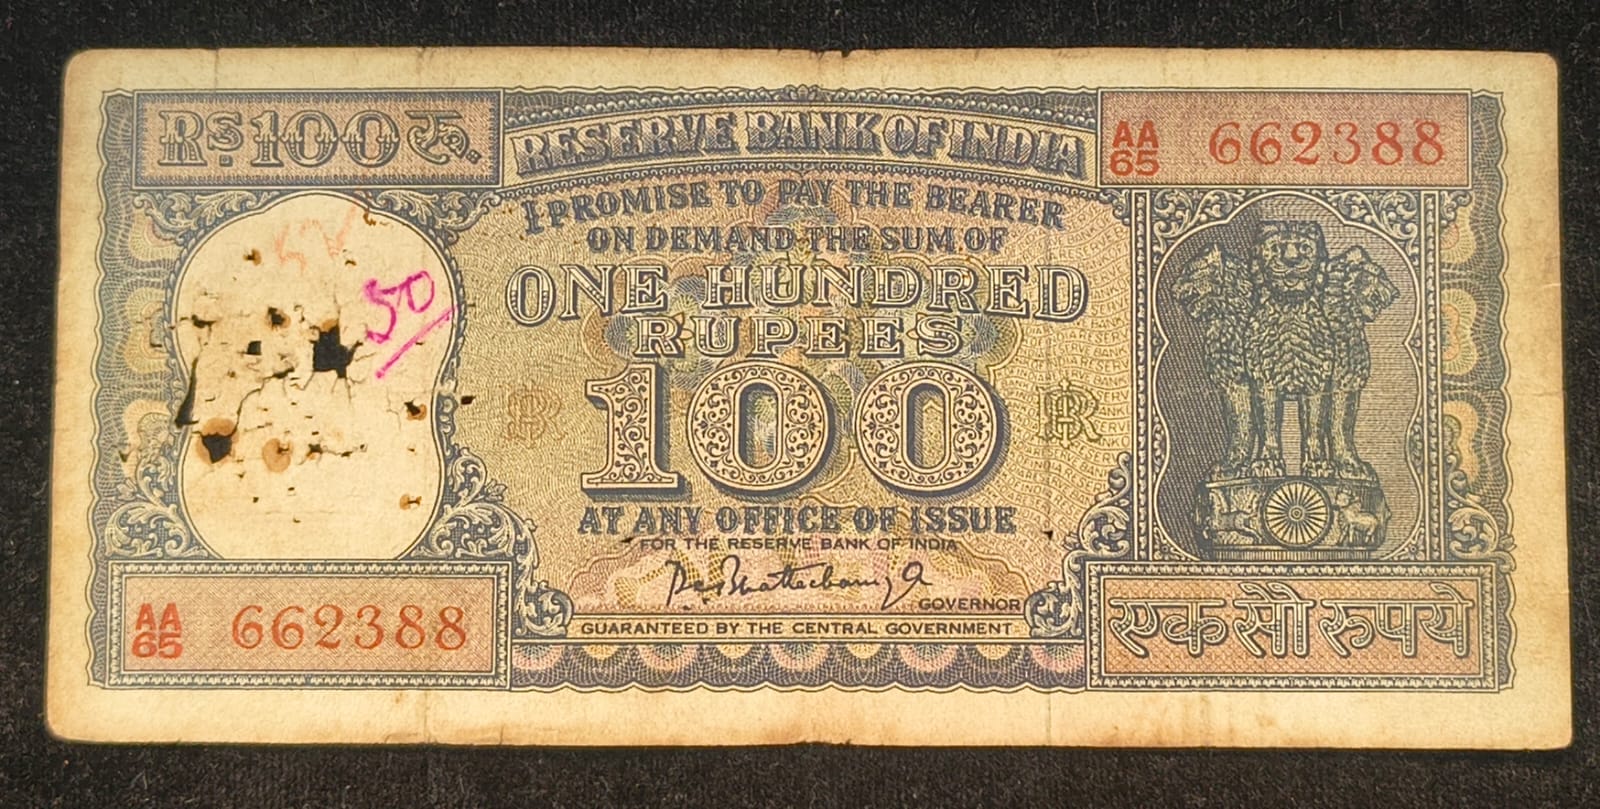 Rs.100 रु.
RESERVE BANK OF INDIA
AA
65 662388
I PROMISE TO PAY THE BEARER
ON DEMAND THE SUM OF
ONE HUNDRED
RUPEES
50
100
AT ANY OFFICE OF ISSUE
FOR THE RESERVE BANK OF INDIA
GOVERNOR
GUARANTEED BY THE CENTRAL GOVERNMENT
AA
65 662388
एक सौ रुपये